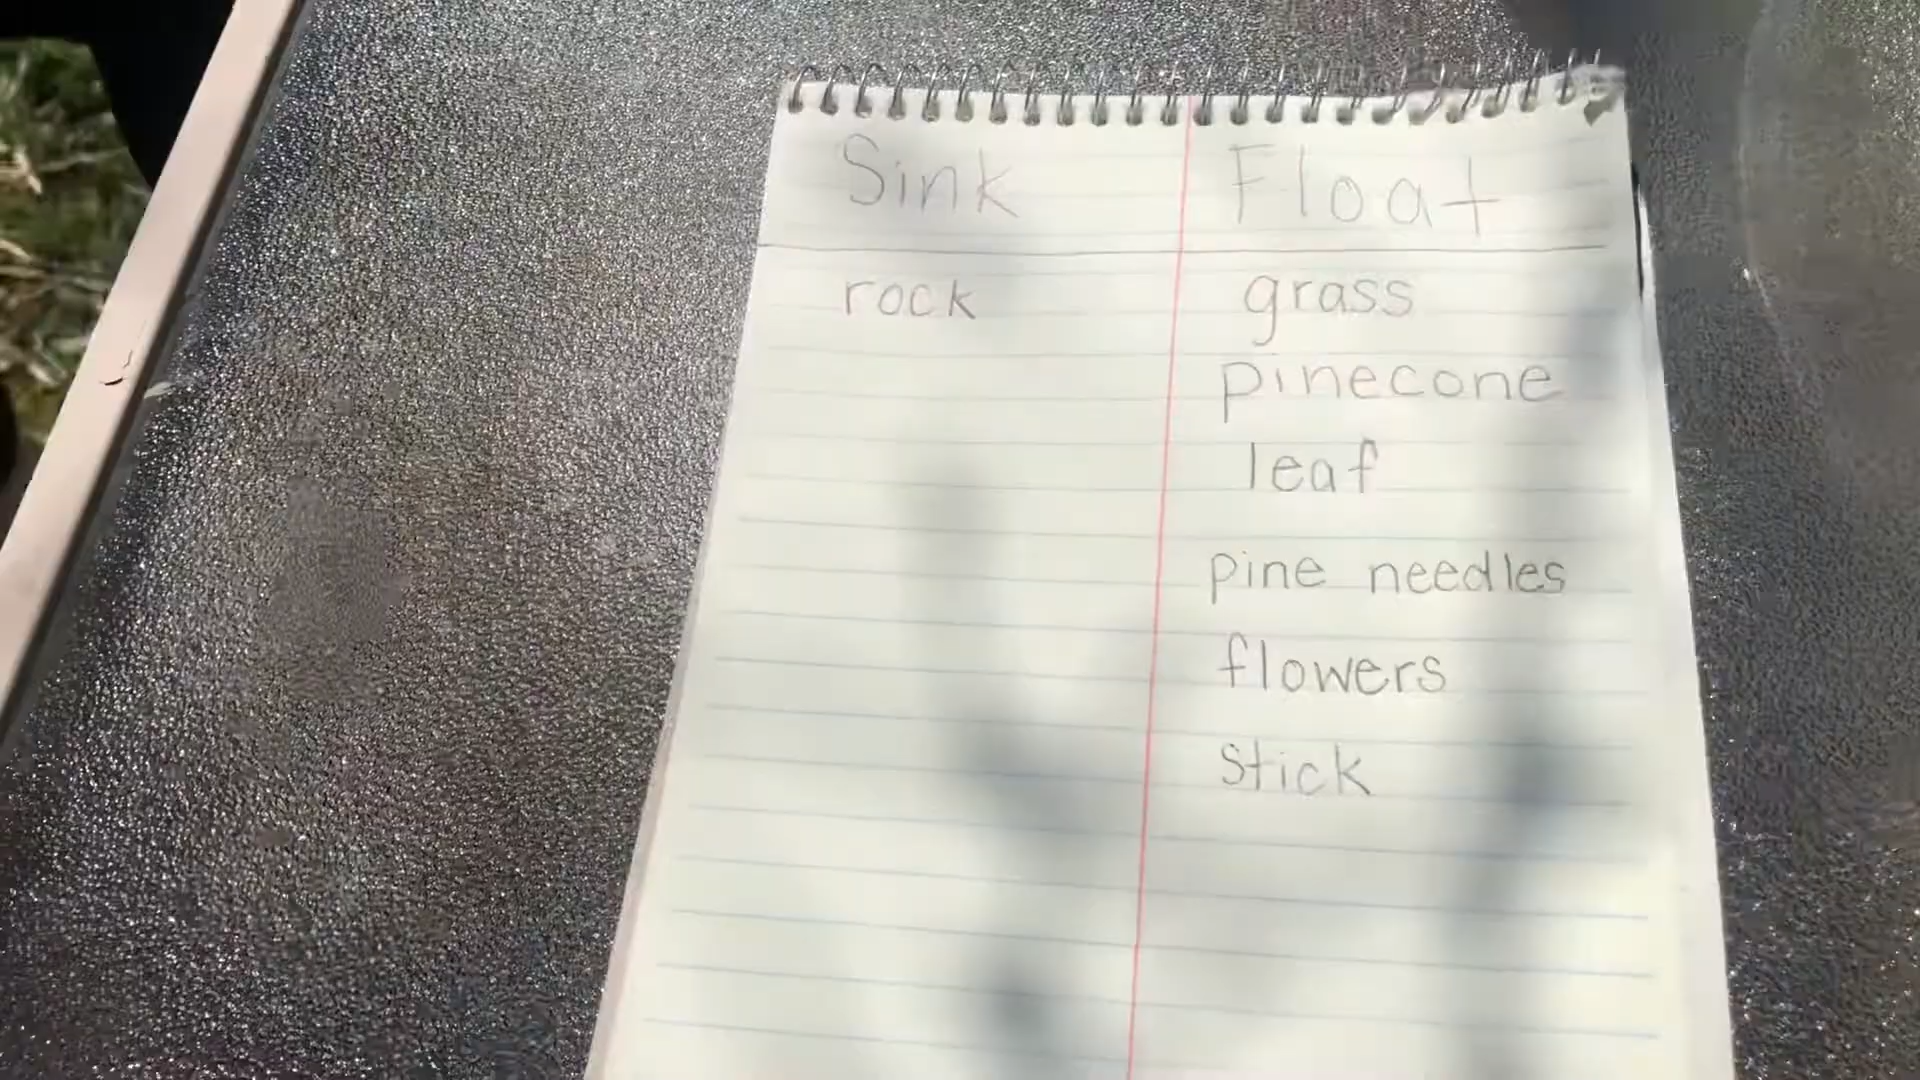 Sink Float
rock grass
pinecone
leaf
pine needles
flowers
stick